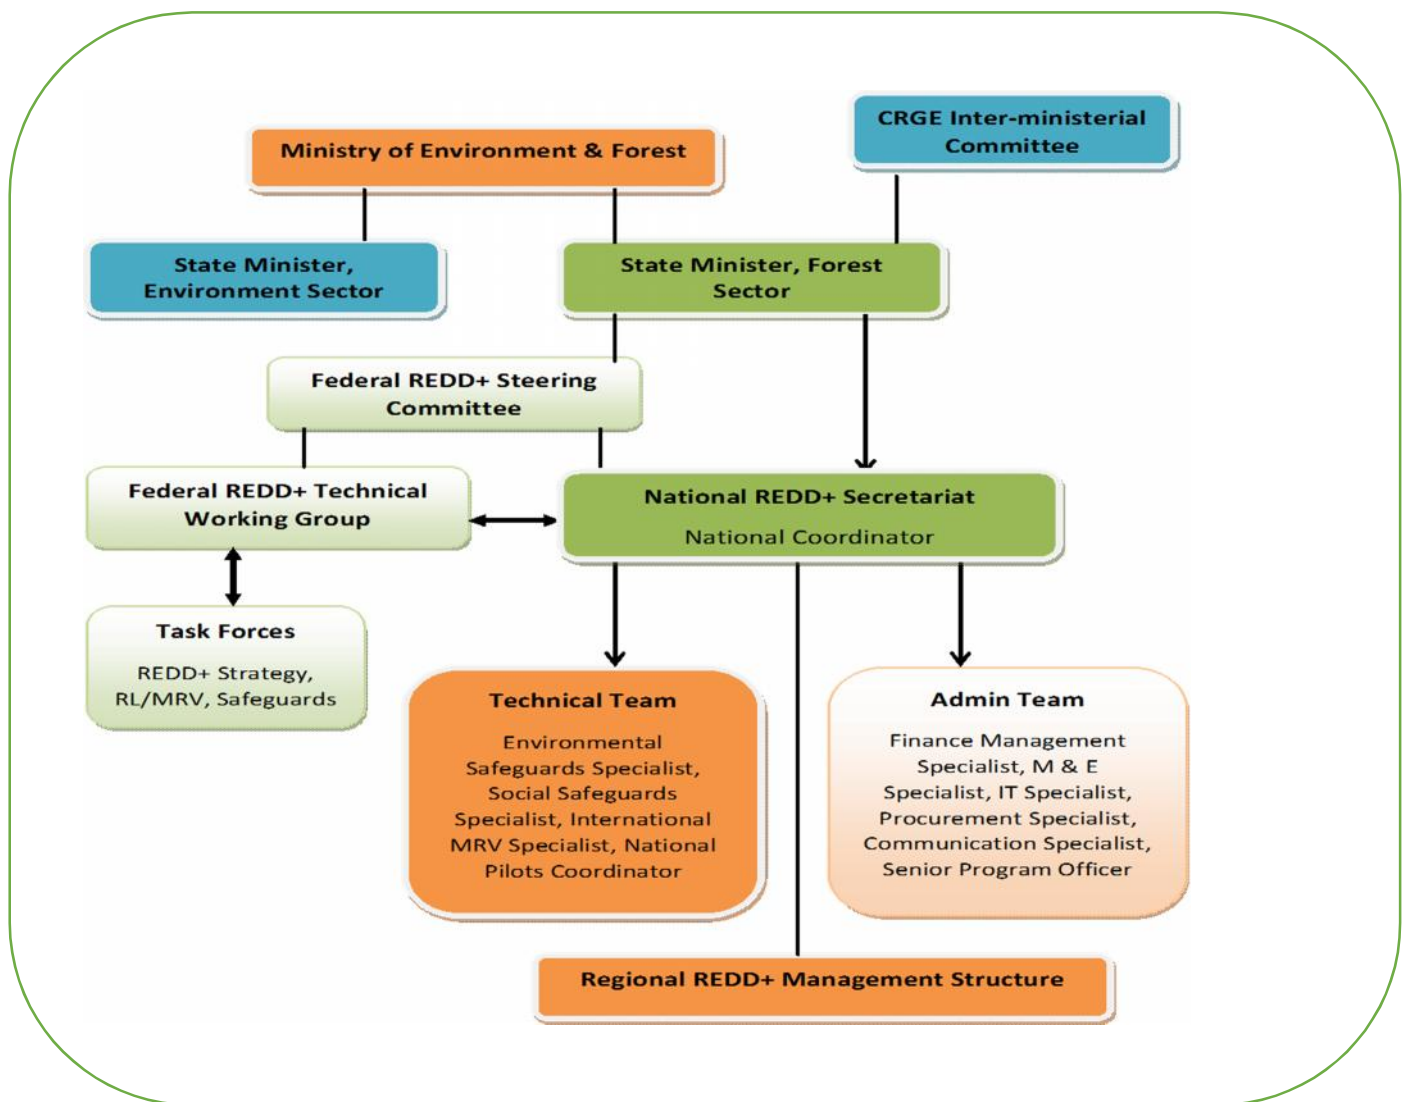 CRGE Inter-ministerial
Committee
Ministry of Environment & Forest
State Minister,
Environment Sector
State Minister, Forest
Sector
Federal REDD+ Steering
Committee
Federal REDD+ Technical
Working Group
National REDD+ Secretariat
National Coordinator
Task Forces
REDD+ Strategy,
RL/MRV, Safeguards
Technical Team
Environmental
Safeguards Specialist,
Social Safeguards
Specialist, International
MRV Specialist, National
Pilots Coordinator
Admin Team
Finance Management
Specialist, M & E
Specialist, IT Specialist,
Procurement Specialist,
Communication Specialist,
Senior Program Officer
Regional REDD+ Management Structure